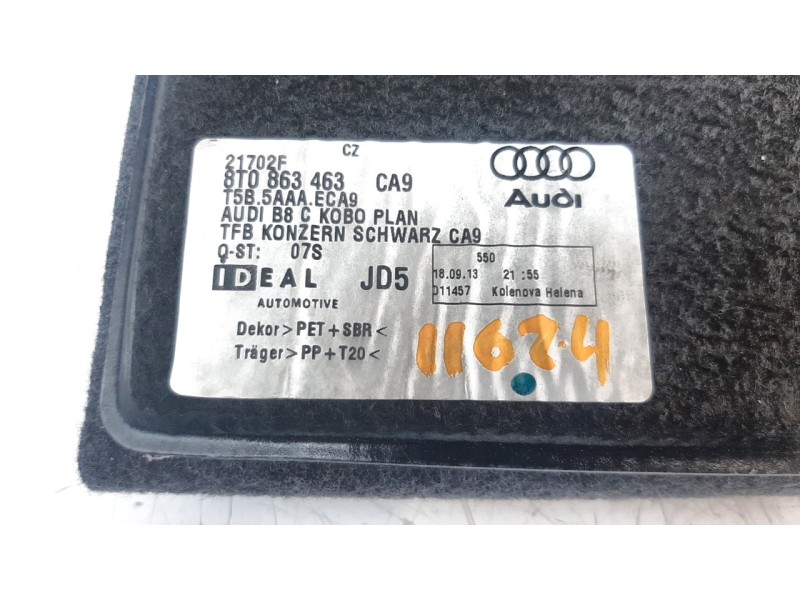 CZ
21702F
8T0 863 463 CA9
T5B.5AAA.ECA9
AUDI B8 C KOBO PLAN
TFB KONZERN SCHWARZ CA9
Q-ST: 07S
Audi
IDEAL JD5
AUTOMOTIVE
550
18.09.13 21:55
D11457 Kolenova Helena
Dekor>PET+SBR<
Träger>PP+T20<
1162.4